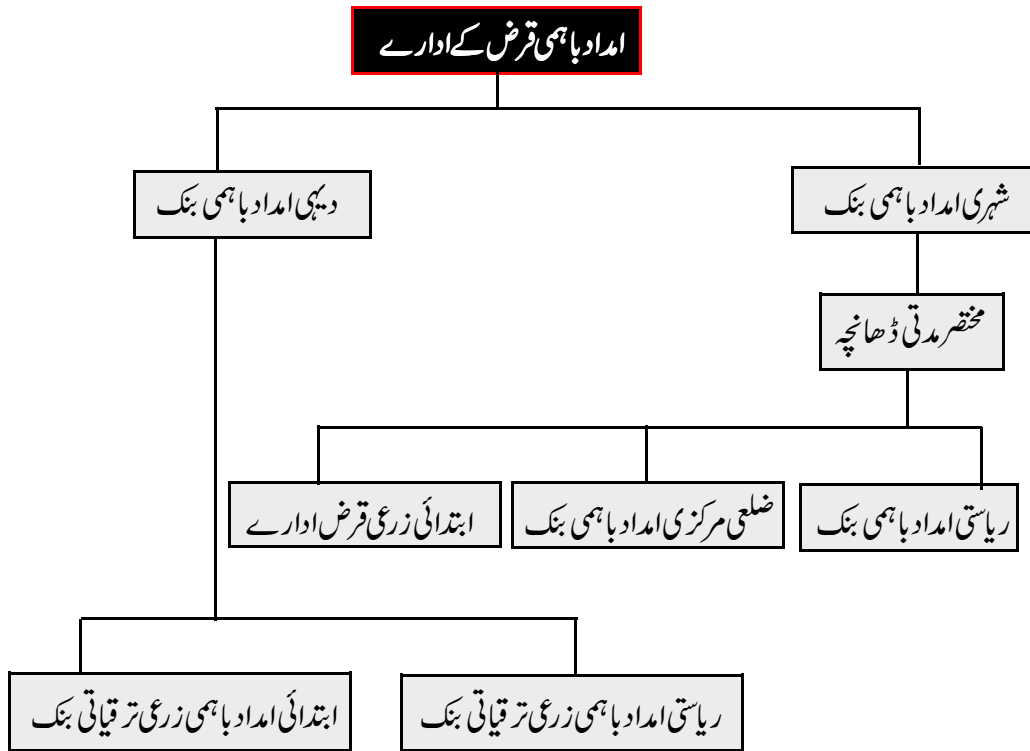 امداد باہمی قرض کے ادارے
شہری امداد باہمی بنک
دیہی امداد باہمی بنک
مختصر مدتی ڈھانچہ
ریاستی امداد باہمی بنک
ضلعی مرکزی امداد باہمی بنک
ابتدائی زرعی قرض ادارے
ریاستی امداد باہمی زرعی ترقیاتی بنک
ابتدائی امداد باہمی زرعی ترقیاتی بنک